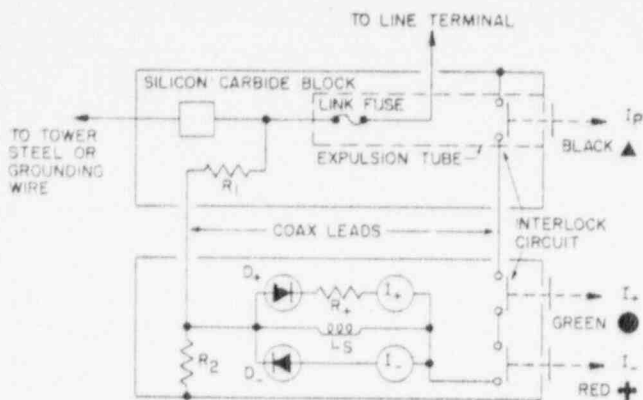 TO LINE TERMINAL
SILICON CARBIDE BLOCK
LINK FUSE
I P
TO TOWER
STEEL OR
GROUNDING
WIRE
EXPULSION TUBE
BLACK
R1
COAX LEADS
INTERLOCK
CIRCUIT
D+
R+
I+
I+
GREEN
LS
R2
D-
I-
I-
RED